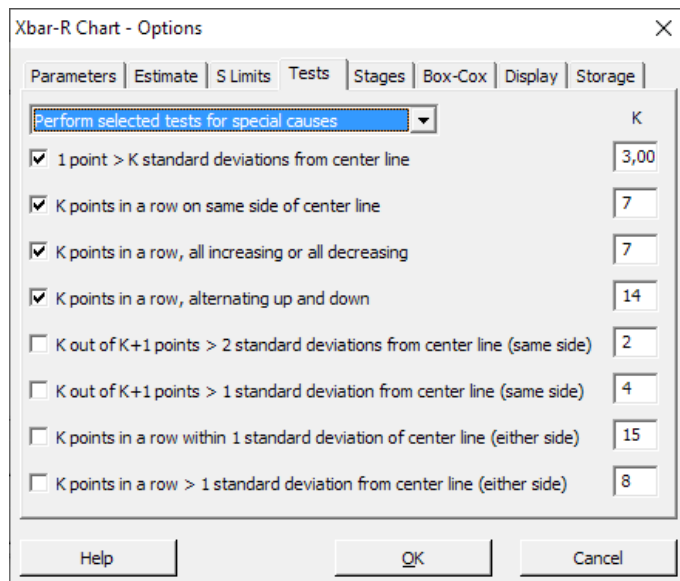 Xbar-R Chart - Options
Parameters Estimate S Limits Tests Stages Box-Cox Display Storage
Perform selected tests for special causes K
1 point > K standard deviations from center line 3,00
K points in a row on same side of center line 7
K points in a row, all increasing or all decreasing 7
K points in a row, alternating up and down 14
K out of K+1 points > 2 standard deviations from center line (same side) 2
K out of K+1 points > 1 standard deviation from center line (same side) 4
K points in a row within 1 standard deviation of center line (either side) 15
K points in a row > 1 standard deviation from center line (either side) 8
Help OK Cancel